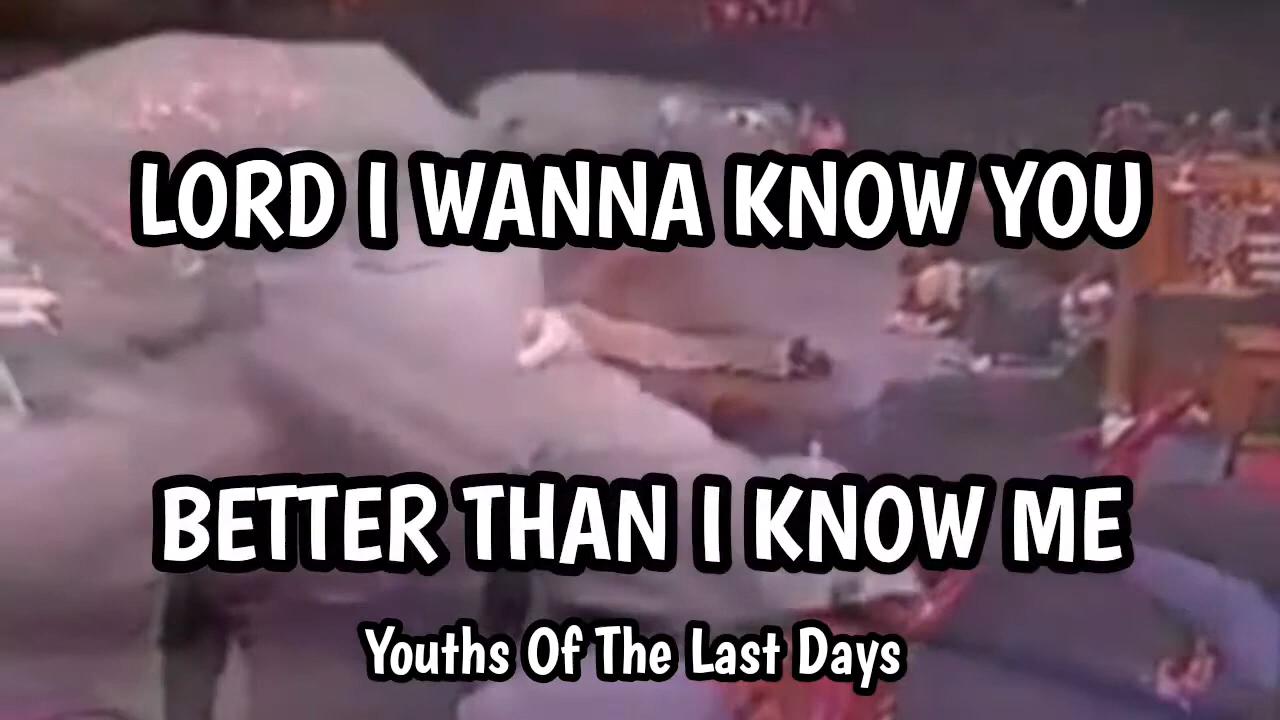 LORD I WANNA KNOW YOU
BETTER THAN I KNOW ME
Youths Of The Last Days